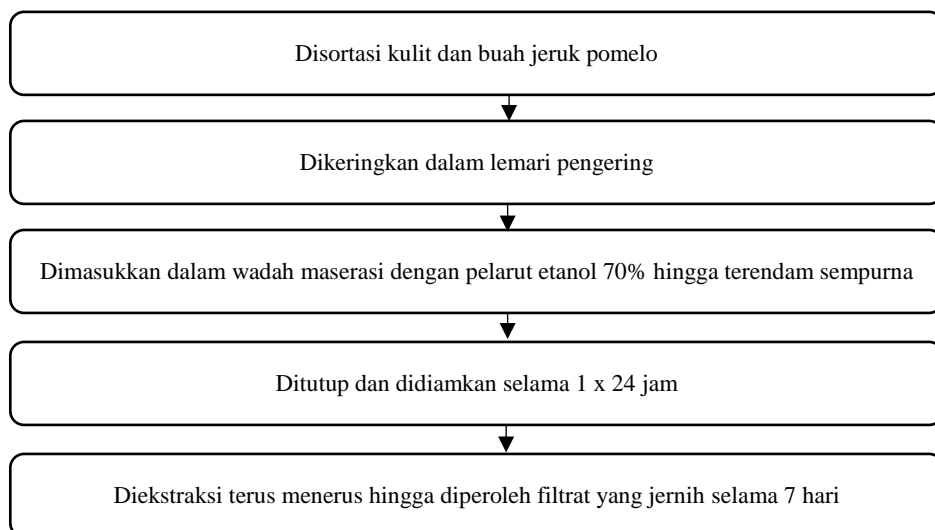 Disortasi kulit dan buah jeruk pomelo
Dikeringkan dalam lemari pengering
Dimasukkan dalam wadah maserasi dengan pelarut etanol 70% hingga terendam sempurna
Ditutup dan didiamkan selama 1 x 24 jam
Diekstraksi terus menerus hingga diperoleh filtrat yang jernih selama 7 hari